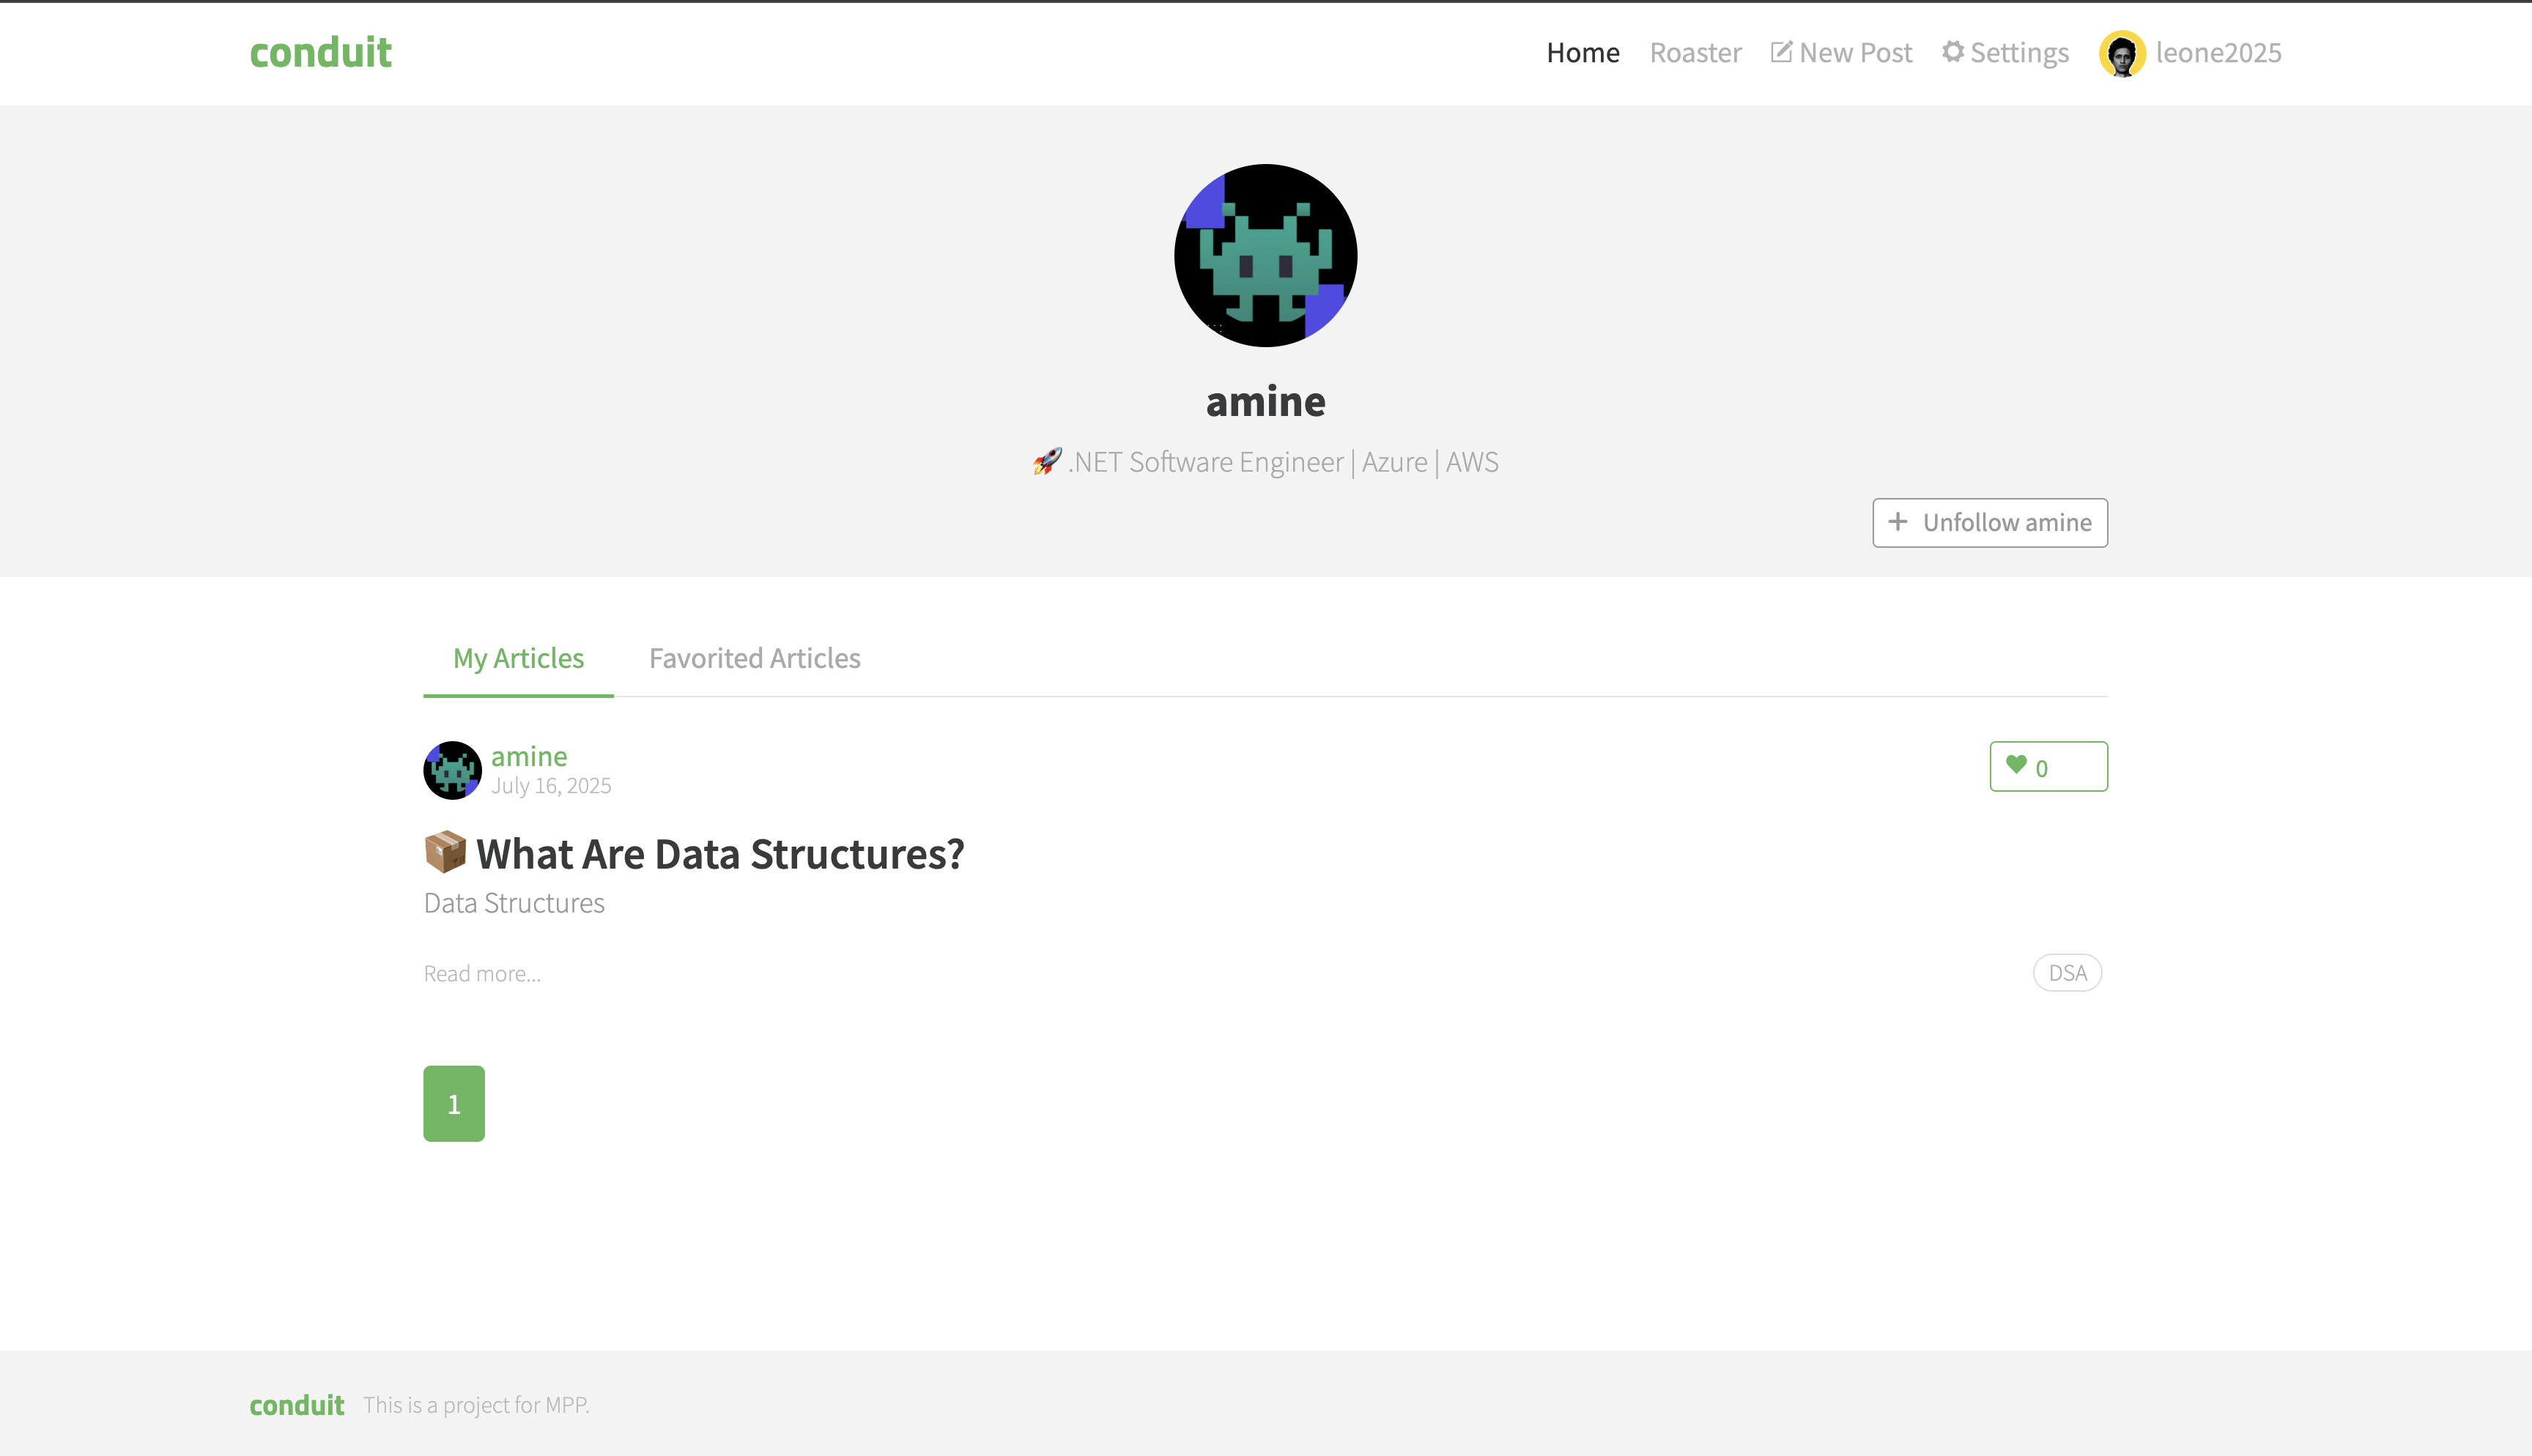 conduit
Home Roaster New Post Settings leone2025
amine
🚀 .NET Software Engineer | Azure | AWS
+ Unfollow amine
My Articles Favorited Articles
amine
July 16, 2025
0
📦 What Are Data Structures?
Data Structures
Read more...
DSA
1
conduit This is a project for MPP.